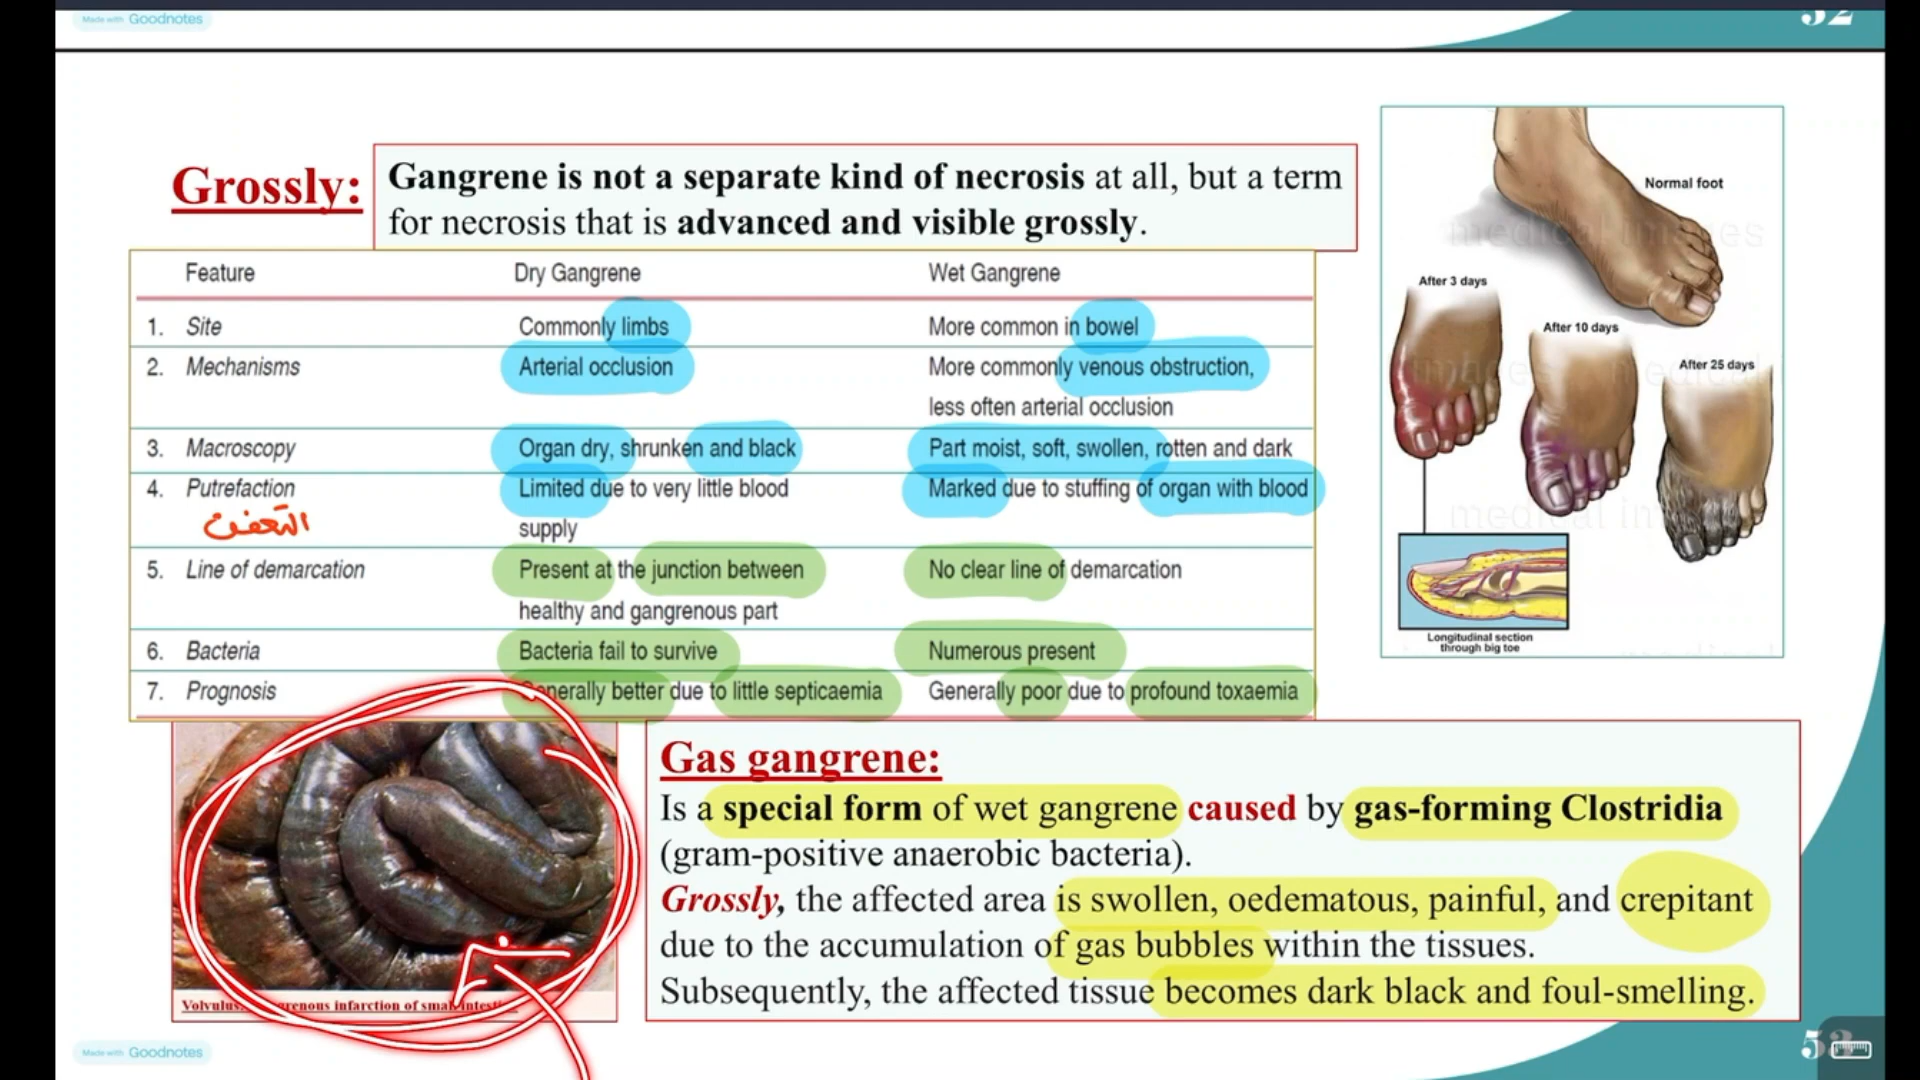 Made with Goodnotes
52
Grossly:
Gangrene is not a separate kind of necrosis at all, but a term
for necrosis that is advanced and visible grossly.
Feature Dry Gangrene Wet Gangrene
1. Site Commonly limbs More common in bowel
2. Mechanisms Arterial occlusion More commonly venous obstruction,
less often arterial occlusion
3. Macroscopy Organ dry, shrunken and black Part moist, soft, swollen, rotten and dark
4. Putrefaction Limited due to very little blood Marked due to stuffing of organ with blood
التعفن supply
5. Line of demarcation Present at the junction between No clear line of demarcation
healthy and gangrenous part
6. Bacteria Bacteria fail to survive Numerous present
7. Prognosis Generally better due to little septicaemia Generally poor due to profound toxaemia
Normal foot
After 3 days
After 10 days
After 25 days
medical images
Longitudinal section
through big toe
Gas gangrene:
Is a special form of wet gangrene caused by gas-forming Clostridia
(gram-positive anaerobic bacteria).
Grossly, the affected area is swollen, oedematous, painful, and crepitant
due to the accumulation of gas bubbles within the tissues.
Subsequently, the affected tissue becomes dark black and foul-smelling.
Volvulus, infarction of small
Made with Goodnotes